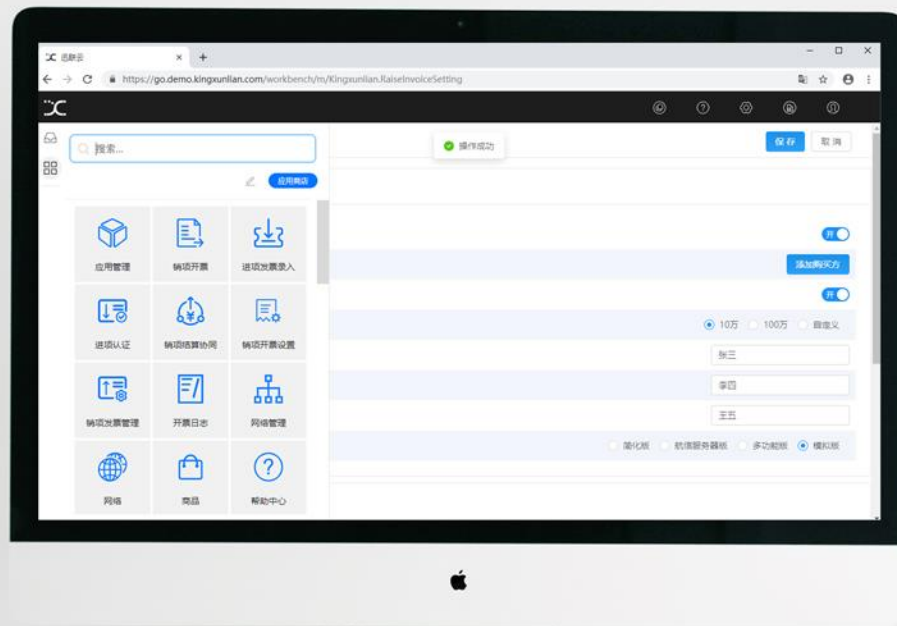 迅联云
https://go.demo.kingxunlian.com/workbench/m/Kingxunlian.RaiseInvoiceSetting
搜索...
操作成功
保存
取消
应用商店
应用管理
销项开票
进项发票录入
开
添加购买方
开
进项认证
销项结算协同
销项开票设置
10万
100万
自定义
张三
李四
王五
销项发票管理
开票日志
网络管理
简化版
航信服务器版
多功能版
模拟版
网络
商品
帮助中心